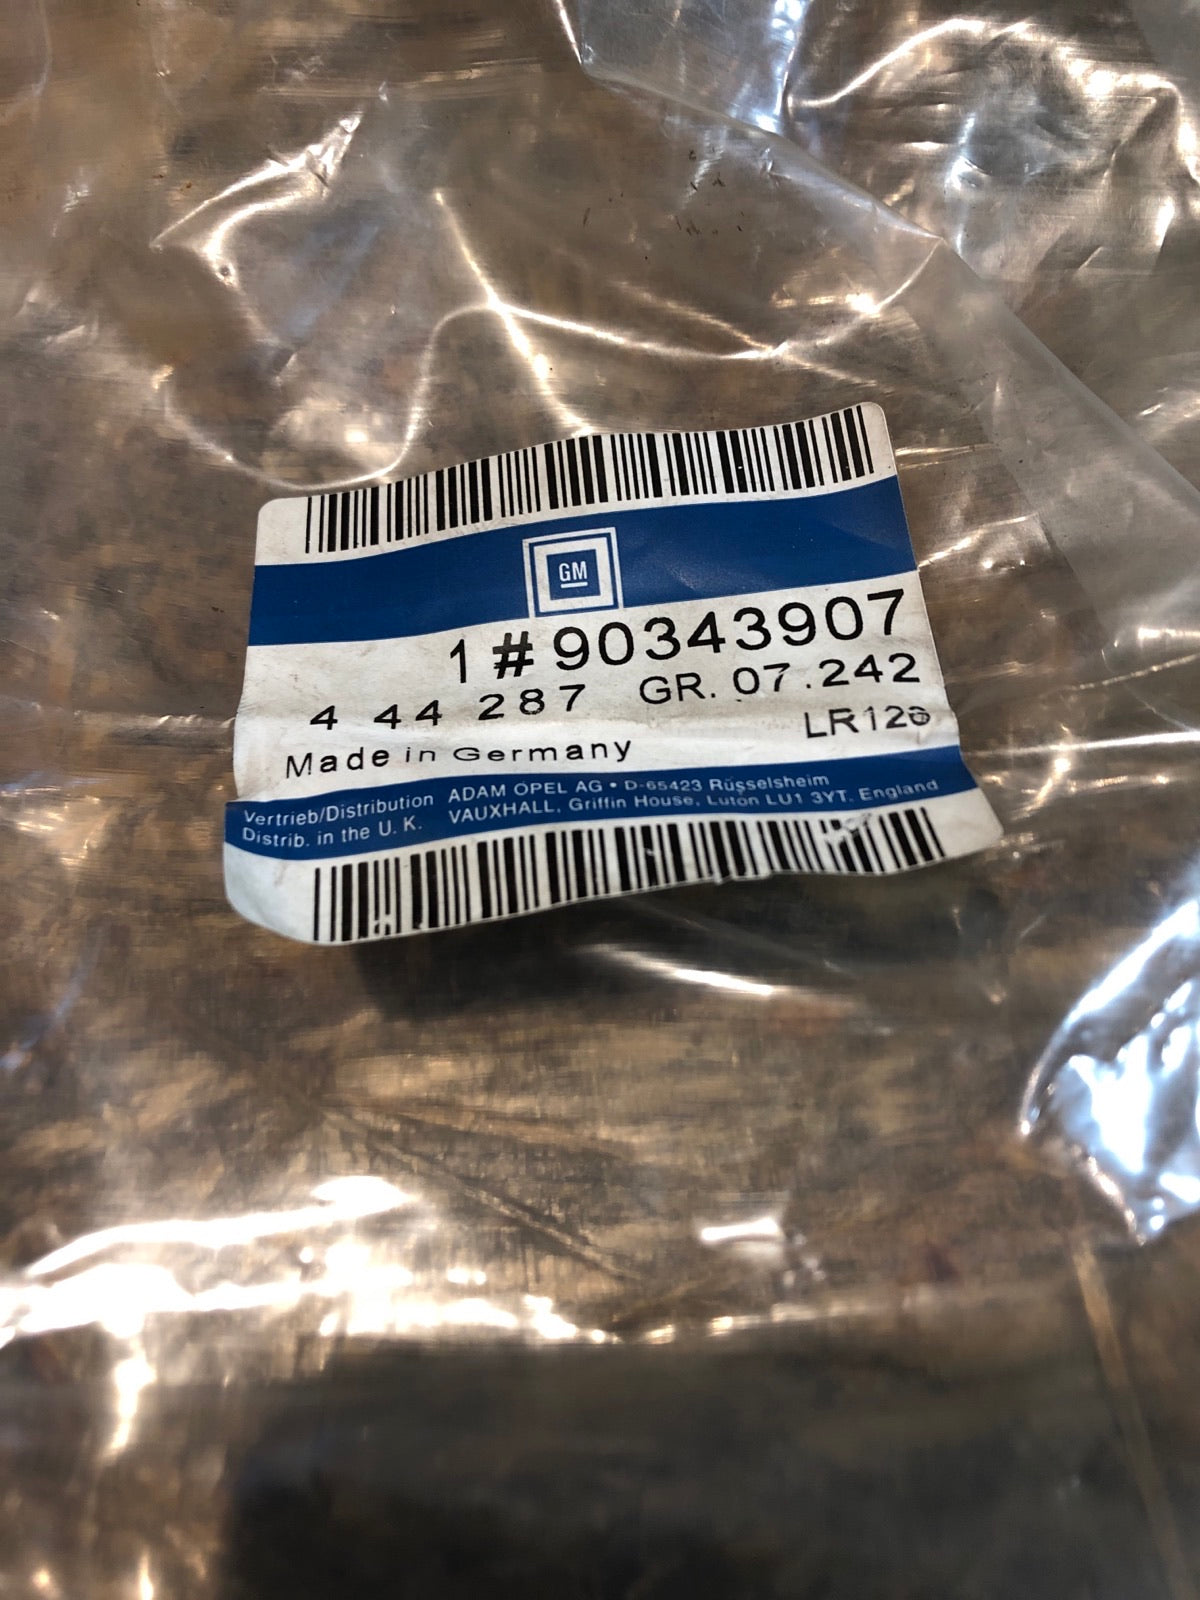 GM
1 # 90343907
4 44 287 GR. 07.242
LR126
Made in Germany
Vertrieb/Distribution ADAM OPEL AG • D-65423 Rüsselsheim
Distrib. in the U. K. VAUXHALL, Griffin House, Luton LU1 3YT. England